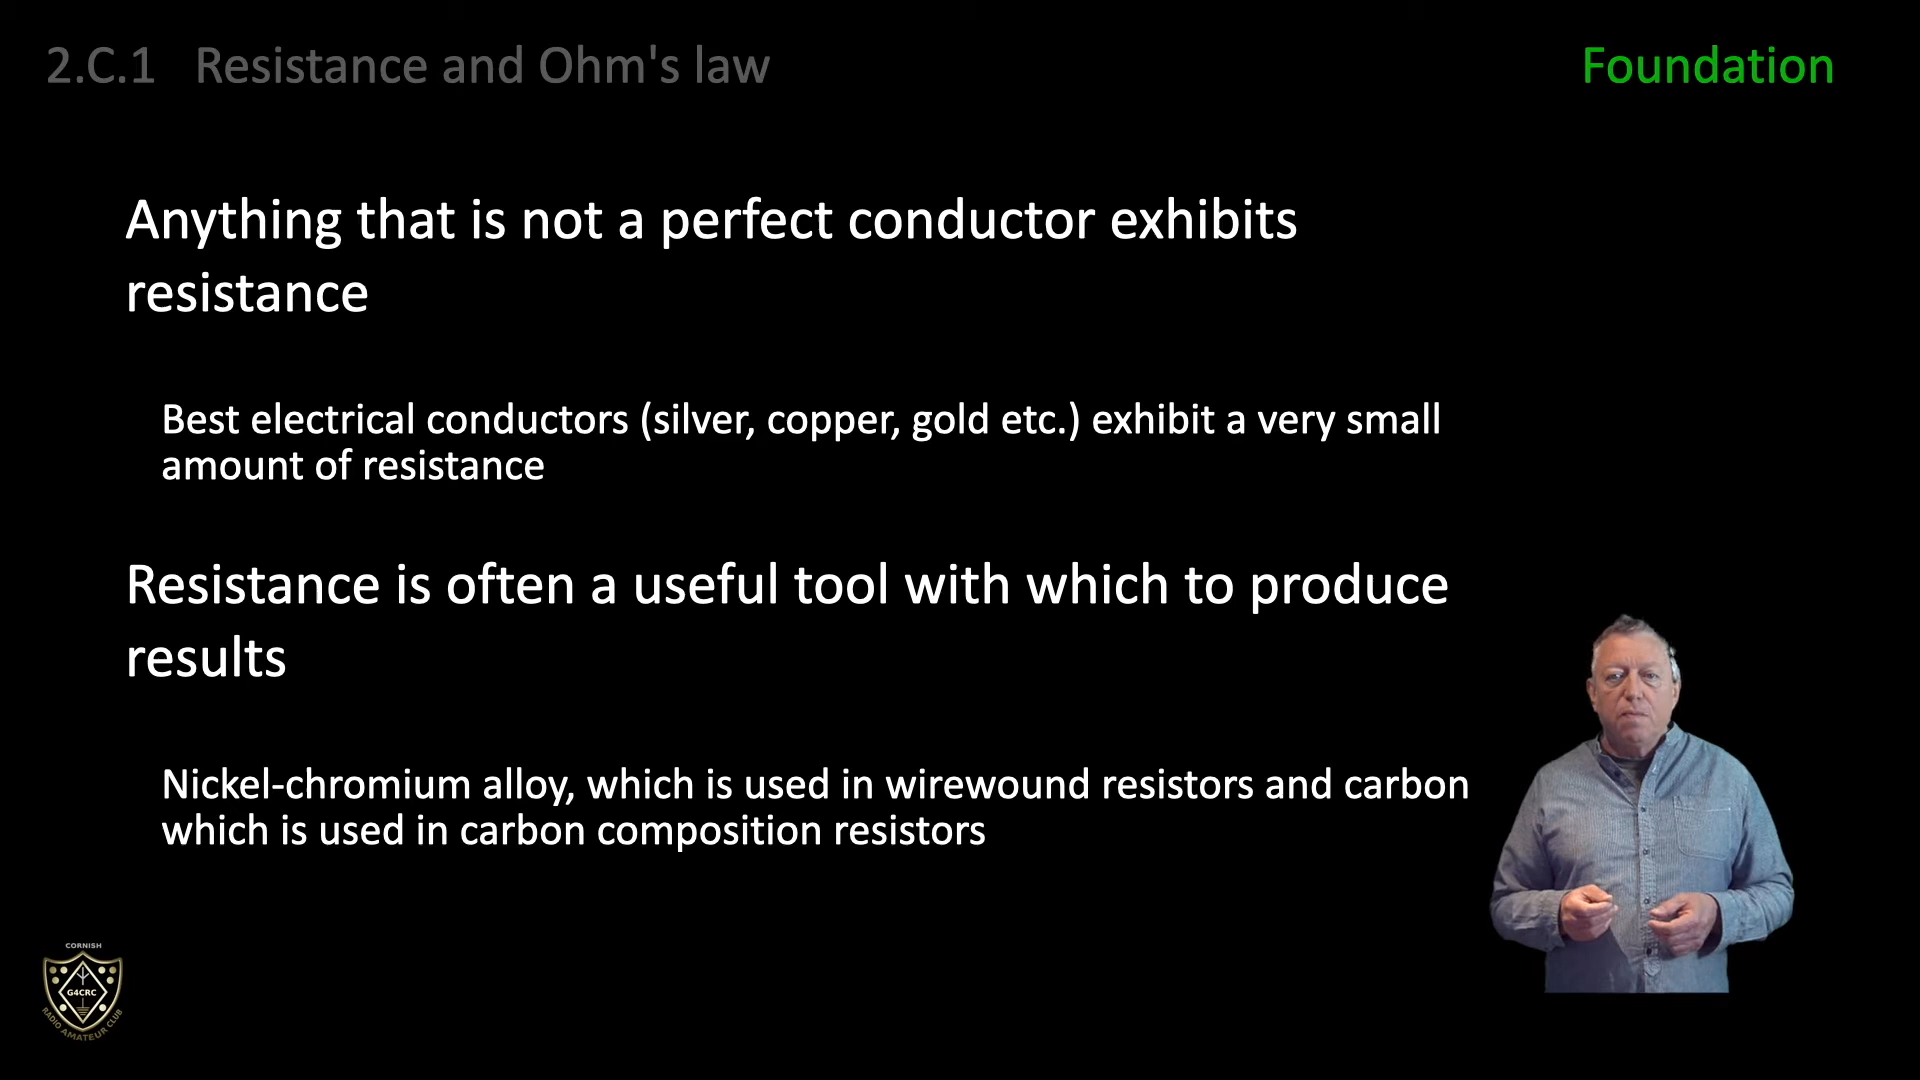 2.C.1 Resistance and Ohm's law
Foundation
Anything that is not a perfect conductor exhibits
resistance
Best electrical conductors (silver, copper, gold etc.) exhibit a very small
amount of resistance
Resistance is often a useful tool with which to produce
results
Nickel-chromium alloy, which is used in wirewound resistors and carbon
which is used in carbon composition resistors
CORNISH
G4CRC
RADIO AMATEUR CLUB